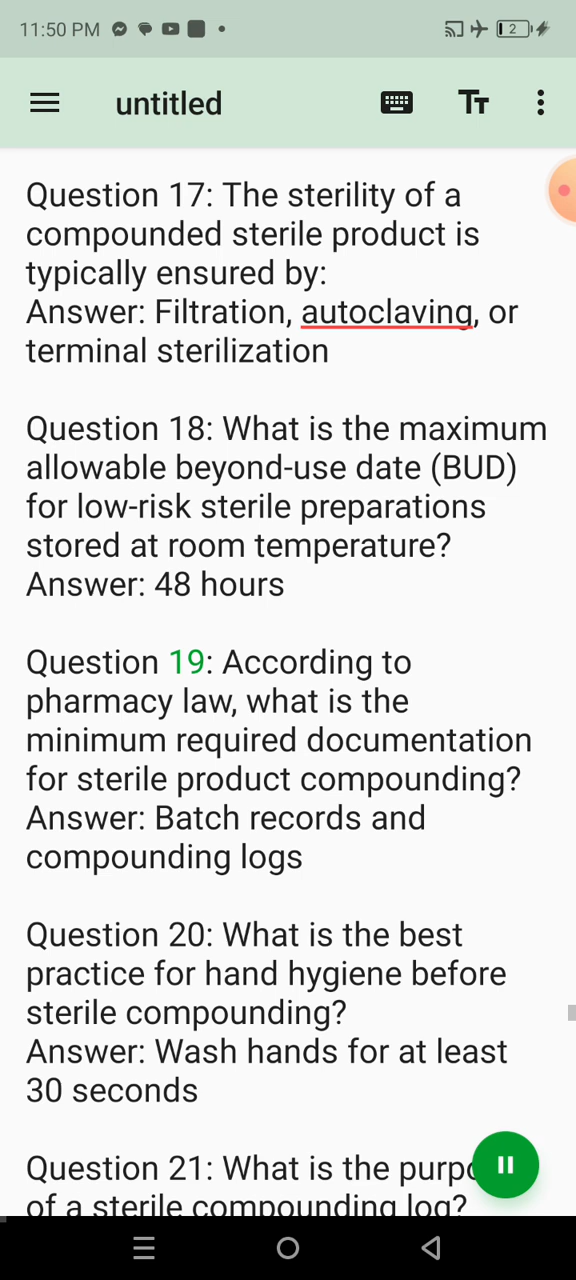 11:50 PM
2
untitled
Question 17: The sterility of a
compounded sterile product is
typically ensured by:
Answer: Filtration, autoclaving, or
terminal sterilization
Question 18: What is the maximum
allowable beyond-use date (BUD)
for low-risk sterile preparations
stored at room temperature?
Answer: 48 hours
Question 19: According to
pharmacy law, what is the
minimum required documentation
for sterile product compounding?
Answer: Batch records and
compounding logs
Question 20: What is the best
practice for hand hygiene before
sterile compounding?
Answer: Wash hands for at least
30 seconds
Question 21: What is the purpo
of a sterile compounding log?